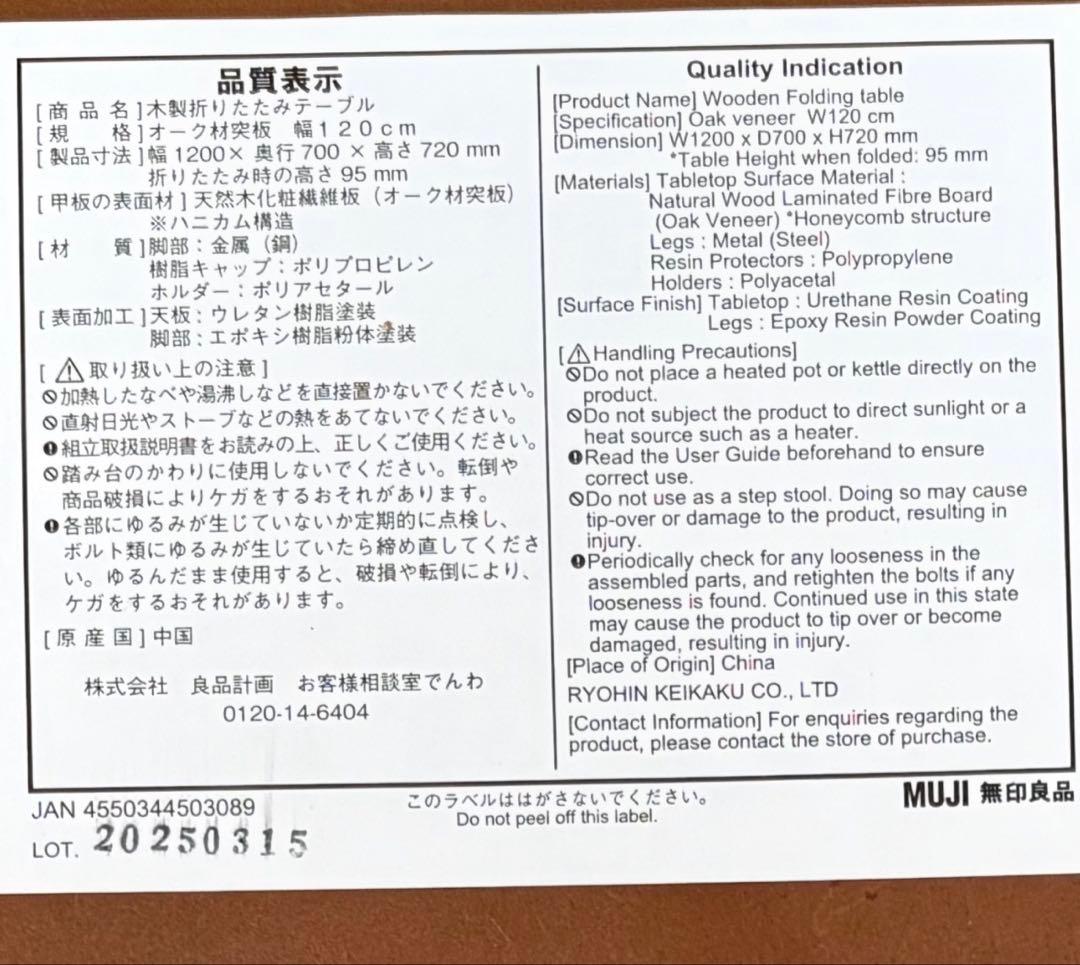 品質表示
[商品名]木製折りたたみテーブル
[規　格]オーク材突板　幅120cm
[製品寸法]幅1200×奥行700×高さ720mm
折りたたみ時の高さ95mm
[甲板の表面材]天然木化粧繊維板（オーク材突板）
※ハニカム構造
[材　質]脚部：金属（鋼）
樹脂キャップ：ポリプロピレン
ホルダー：ポリアセタール
[表面加工]天板：ウレタン樹脂塗装
脚部：エポキシ樹脂粉体塗装
[⚠取り扱い上の注意]
🚫加熱したなべや湯沸しなどを直接置かないでください。
🚫直射日光やストーブなどの熱をあてないでください。
❗組立取扱説明書をお読みの上、正しくご使用ください。
🚫踏み台のかわりに使用しないでください。転倒や
商品破損によりケガをするおそれがあります。
❗各部にゆるみが生じていないか定期的に点検し、
ボルト類にゆるみが生じていたら締め直してくださ
い。ゆるんだまま使用すると、破損や転倒により、
ケガをするおそれがあります。
[原産国]中国
株式会社　良品計画　お客様相談室でんわ
0120-14-6404
Quality Indication
[Product Name] Wooden Folding table
[Specification] Oak veneer W120 cm
[Dimension] W1200 x D700 x H720 mm
*Table Height when folded: 95 mm
[Materials] Tabletop Surface Material :
Natural Wood Laminated Fibre Board
(Oak Veneer) *Honeycomb structure
Legs : Metal (Steel)
Resin Protectors : Polypropylene
Holders : Polyacetal
[Surface Finish] Tabletop : Urethane Resin Coating
Legs : Epoxy Resin Powder Coating
[⚠Handling Precautions]
🚫Do not place a heated pot or kettle directly on the
product.
🚫Do not subject the product to direct sunlight or a
heat source such as a heater.
❗Read the User Guide beforehand to ensure
correct use.
🚫Do not use as a step stool. Doing so may cause
tip-over or damage to the product, resulting in
injury.
❗Periodically check for any looseness in the
assembled parts, and retighten the bolts if any
looseness is found. Continued use in this state
may cause the product to tip over or become
damaged, resulting in injury.
[Place of Origin] China
RYOHIN KEIKAKU CO., LTD
[Contact Information] For enquiries regarding the
product, please contact the store of purchase.
JAN 4550344503089
LOT. 20250315
このラベルははがさないでください。
Do not peel off this label.
MUJI 無印良品